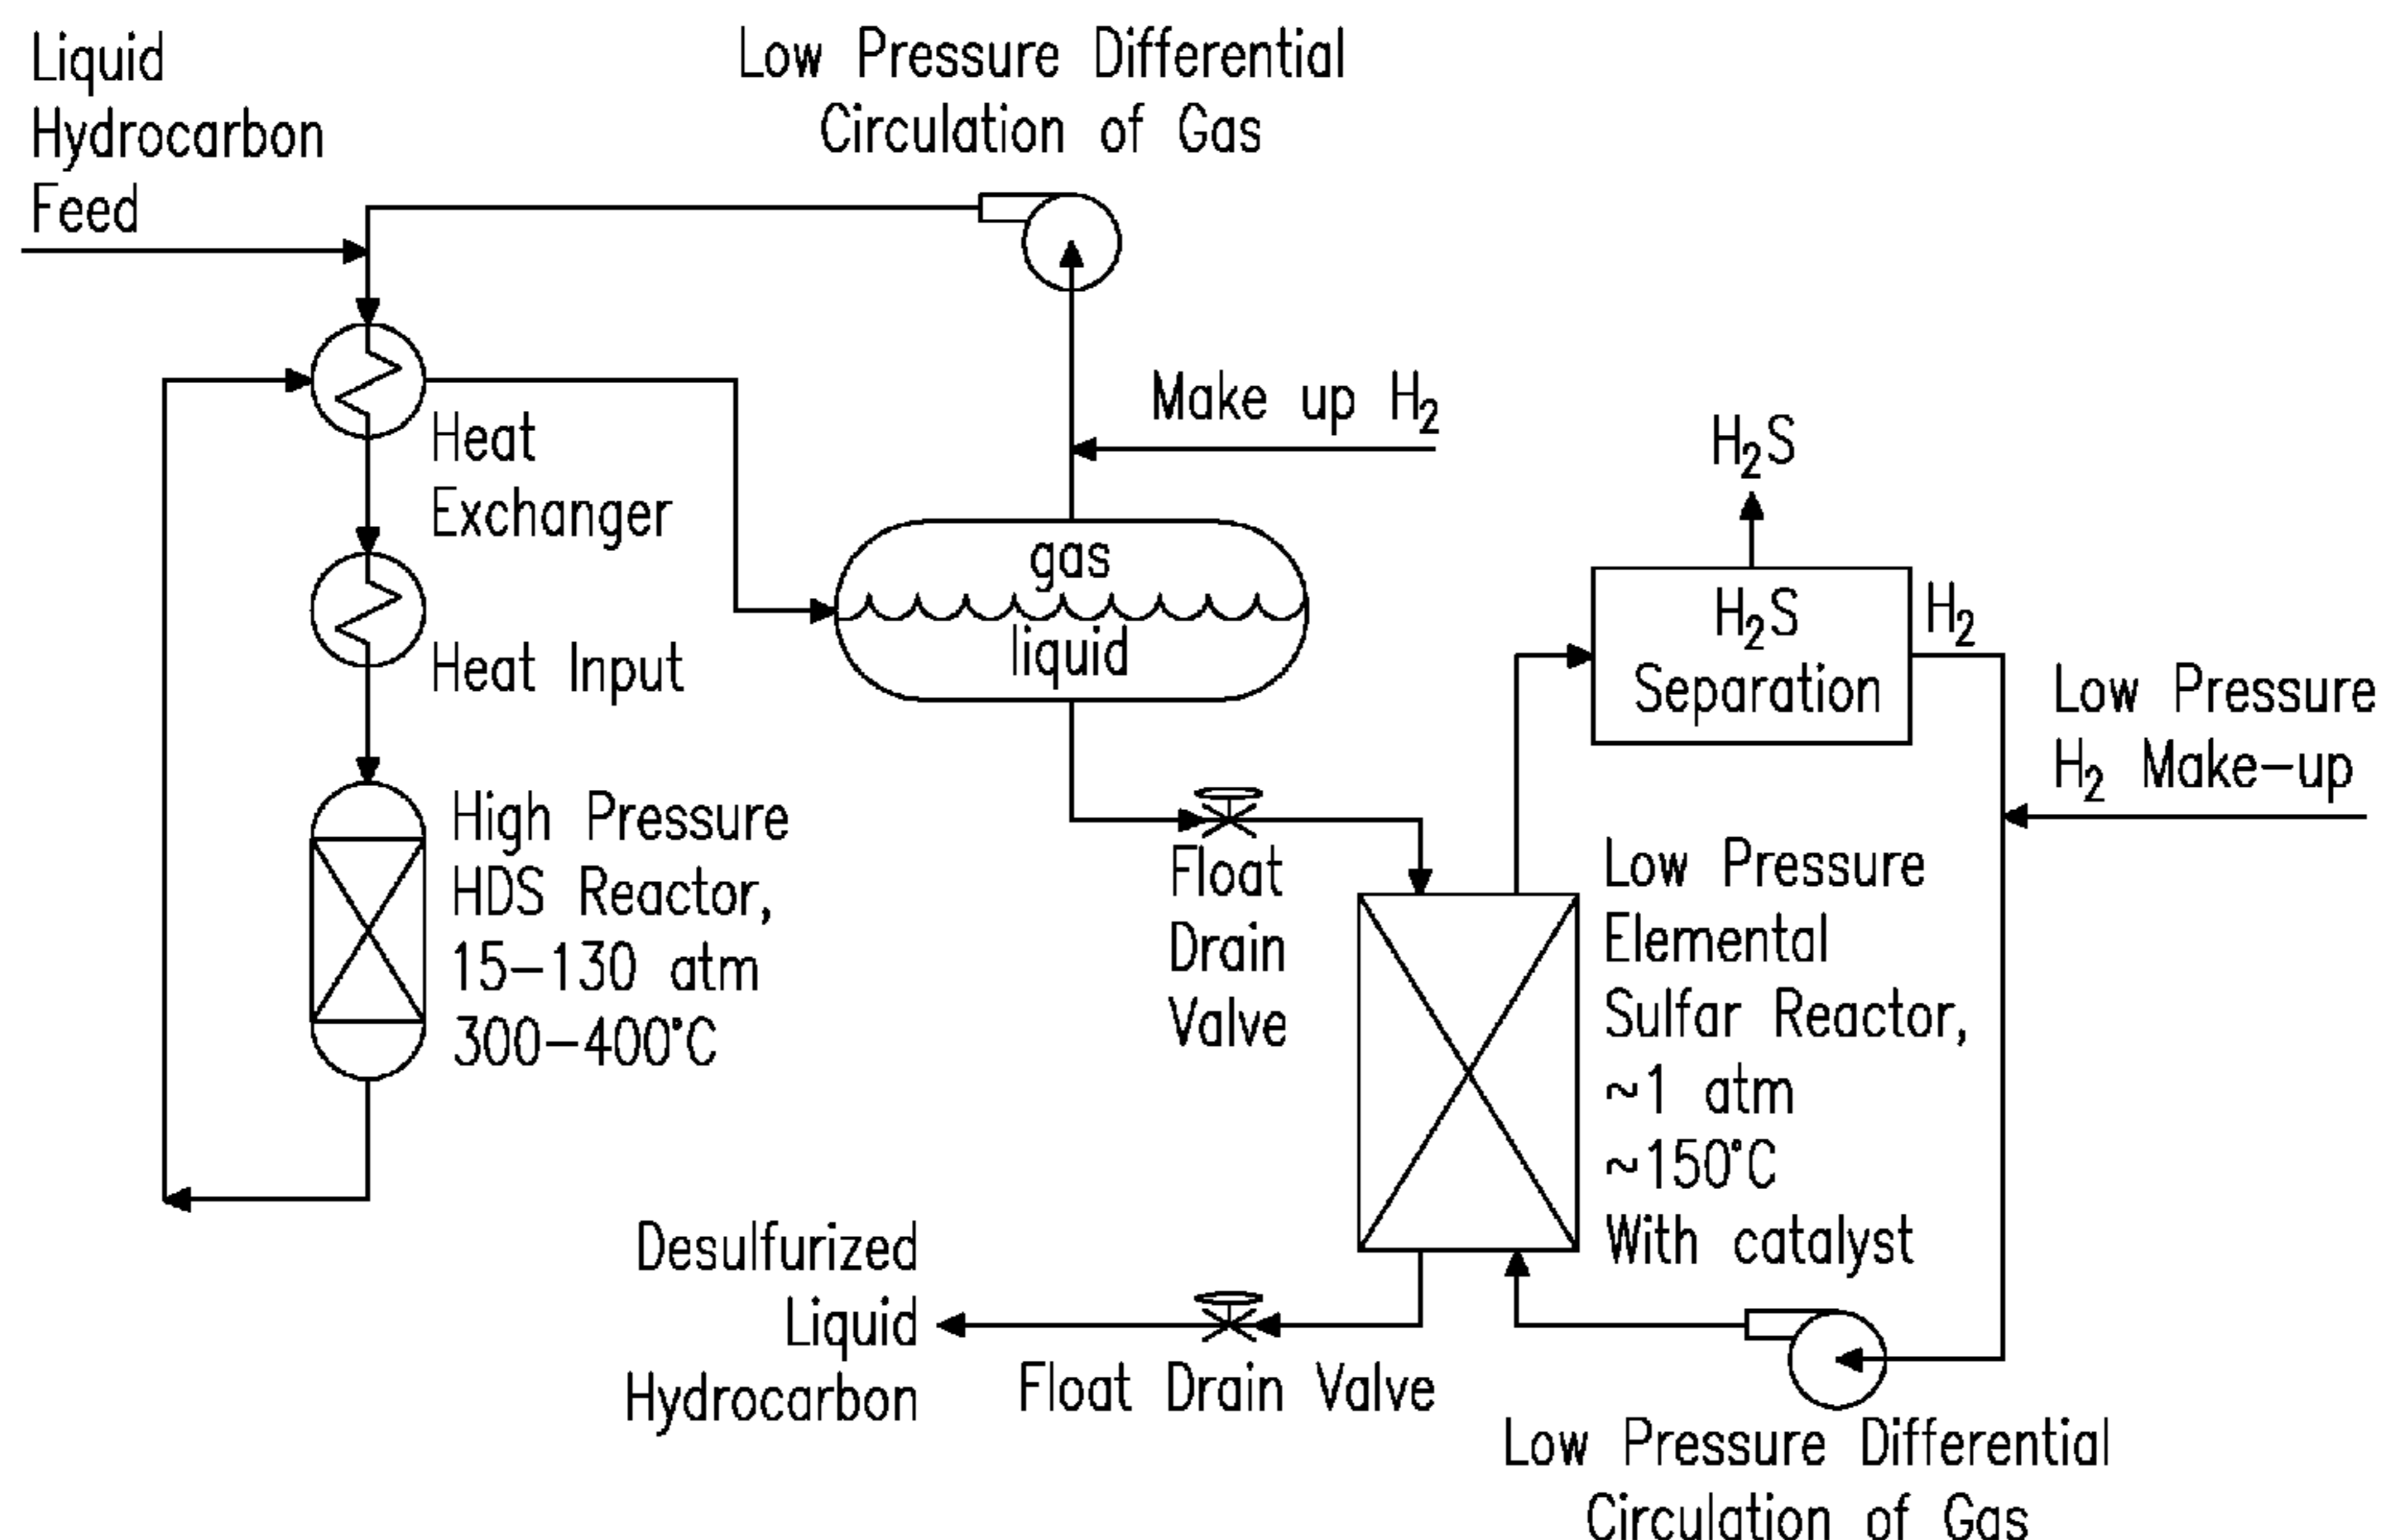 Liquid
Hydrocarbon
Feed
Low Pressure Differential
Circulation of Gas
Heat
Exchanger
Make up H₂
gas
liquid
Heat Input
H₂S
H₂S
Separation
H₂
Low Pressure
H₂ Make-up
High Pressure
HDS Reactor,
15-130 atm
300-400°C
Float
Drain
Valve
Low Pressure
Elemental
Sulfar Reactor,
~1 atm
~150°C
With catalyst
Desulfurized
Liquid
Hydrocarbon
Float Drain Valve
Low Pressure Differential
Circulation of Gas